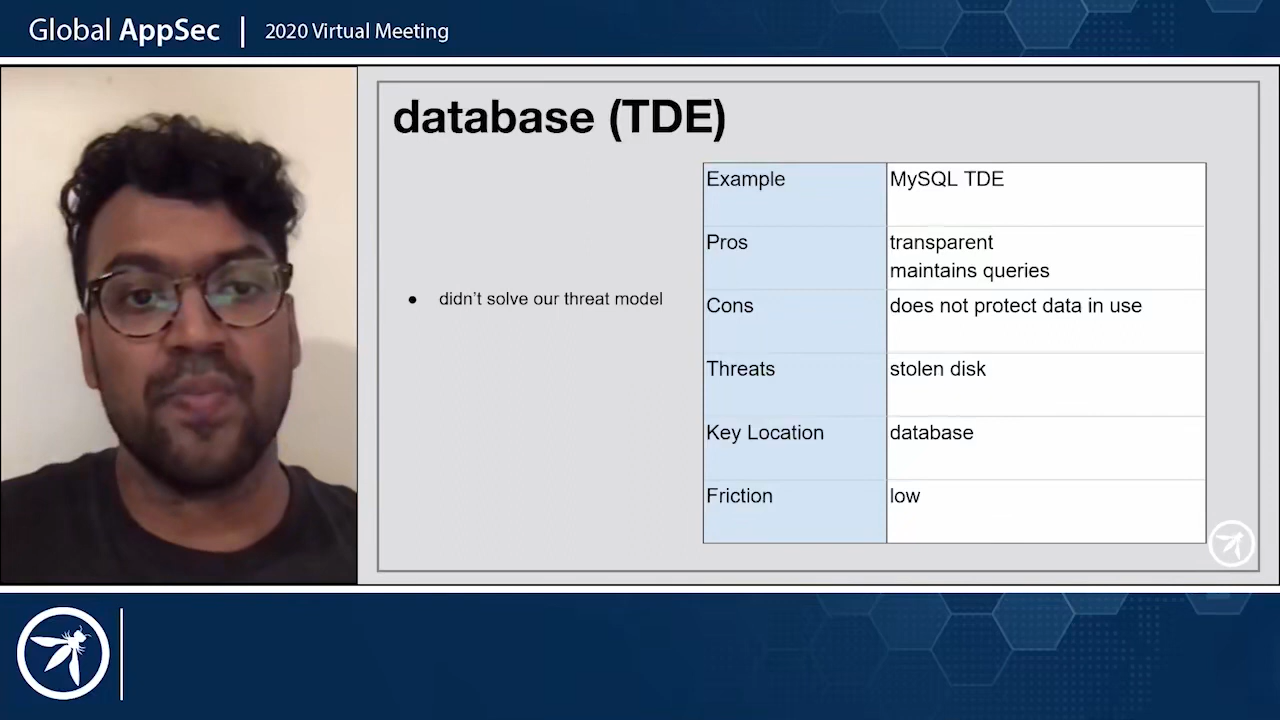 Global AppSec | 2020 Virtual Meeting
database (TDE)
• didn't solve our threat model
Example MySQL TDE
Pros transparent
maintains queries
Cons does not protect data in use
Threats stolen disk
Key Location database
Friction low